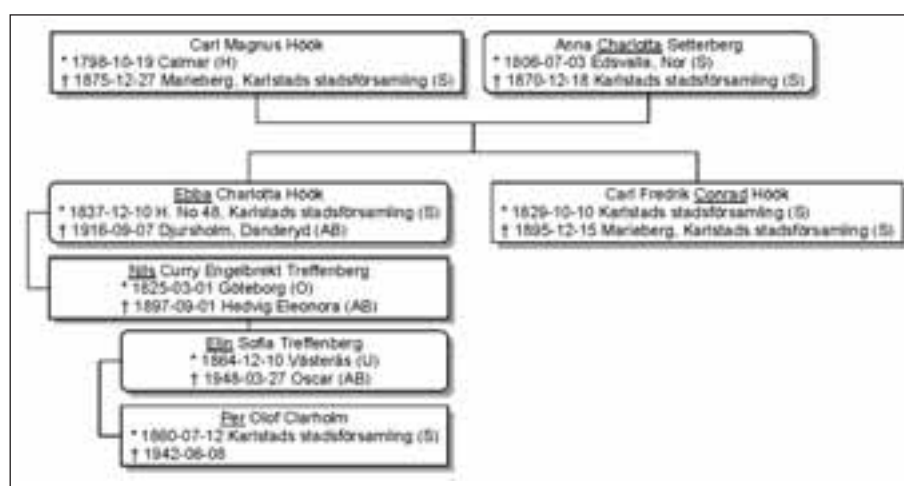 Carl Magnus Höök
* 1798-10-19 Calmar (H)
† 1875-12-27 Marieberg, Karlstads stadsförsamling (S)
Anna Charlotta Setterberg
* 1806-07-03 Edsvalla, Nor (S)
† 1870-12-18 Karlstads stadsförsamling (S)
Ebba Charlotta Höök
* 1837-12-10 H. No 48, Karlstads stadsförsamling (S)
† 1916-09-07 Djursholm, Danderyd (AB)
Carl Fredrik Conrad Höök
* 1829-10-10 Karlstads stadsförsamling (S)
† 1895-12-15 Marieberg, Karlstads stadsförsamling (S)
Nils Curry Engelbrekt Treffenberg
* 1825-03-01 Göteborg (O)
† 1897-09-01 Hedvig Eleonora (AB)
Elin Sofia Treffenberg
* 1864-12-10 Västerås (U)
† 1948-03-27 Oscar (AB)
Per Olof Clarholm
* 1860-07-12 Karlstads stadsförsamling (S)
† 1942-06-08